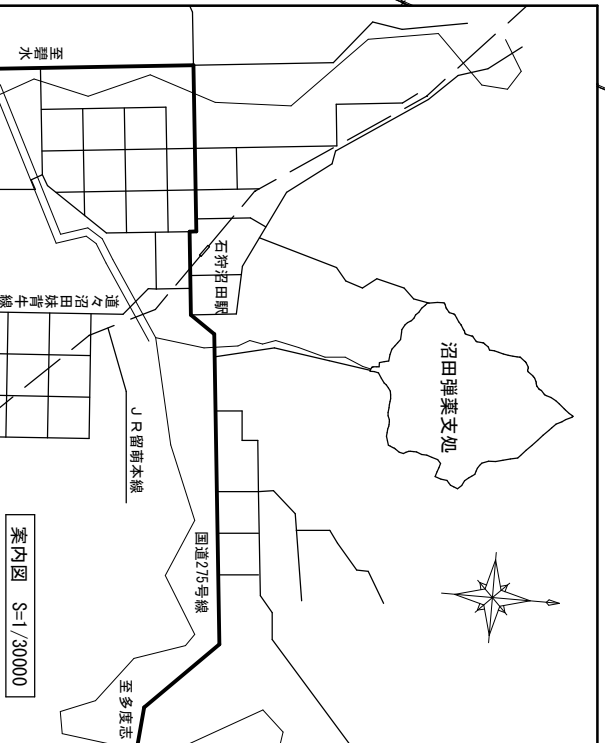 至碧水
石狩沼田駅
沼田弾薬支処
道々沼田妹背牛線
JR留萌本線
国道275号線
至多度志
案内図 S=1/30000